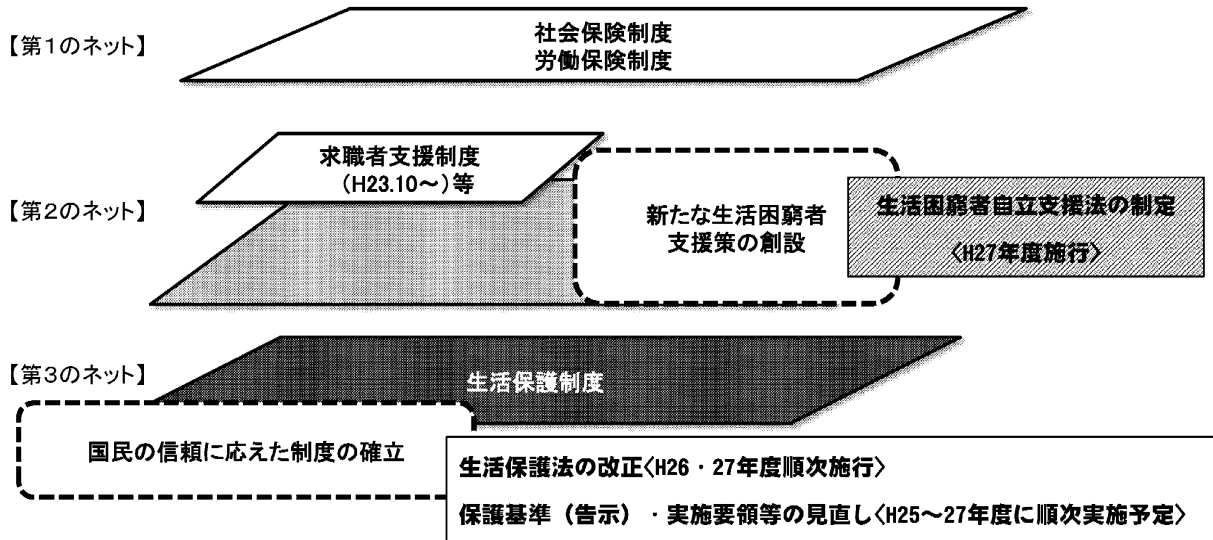 【第1のネット】
社会保険制度
労働保険制度
【第2のネット】
求職者支援制度
（H23.10～）等
新たな生活困窮者
支援策の創設
生活困窮者自立支援法の制定
〈H27年度施行〉
【第3のネット】
生活保護制度
国民の信頼に応えた制度の確立
生活保護法の改正〈H26・27年度順次施行〉
保護基準（告示）・実施要領等の見直し〈H25～27年度に順次実施予定〉